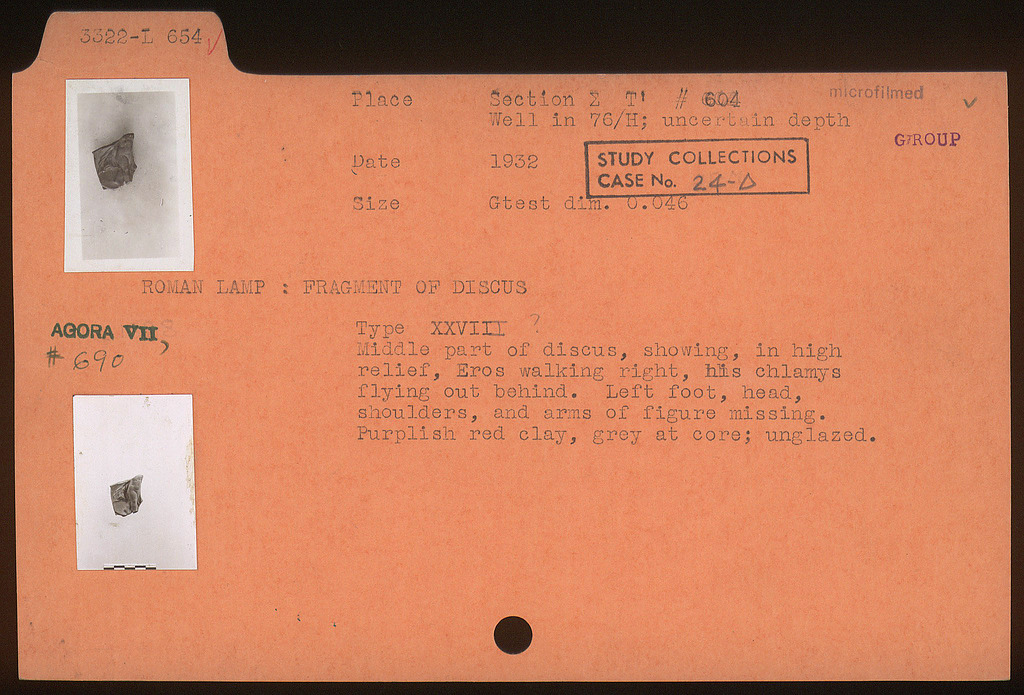 3322-L 654 ✓
Place Section Σ T' # 604
Well in 76/H; uncertain depth
microfilmed ✓
GROUP
Date 1932
STUDY COLLECTIONS
CASE No. 24-Δ
Size Gtest dim. 0.046
ROMAN LAMP : FRAGMENT OF DISCUS
AGORA VII,
# 690
Type XXVIII ?
Middle part of discus, showing, in high
relief, Eros walking right, his chlamys
flying out behind. Left foot, head,
shoulders, and arms of figure missing.
Purplish red clay, grey at core; unglazed.